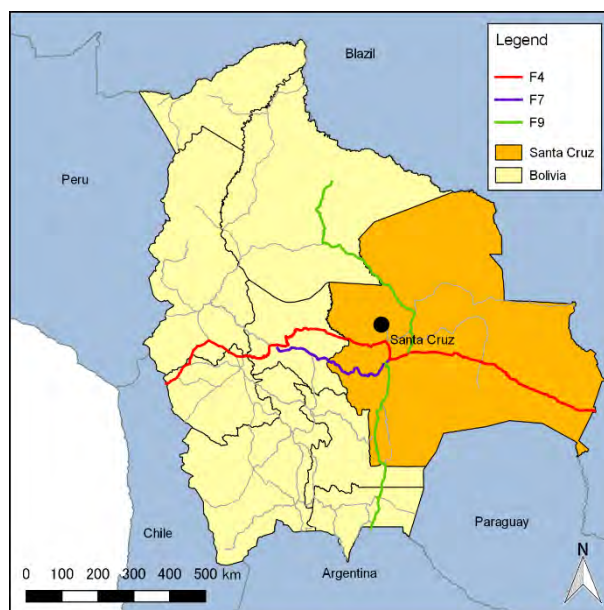 Blazil
Legend
F4
F7
F9
Santa Cruz
Bolivia
Peru
Santa Cruz
Chile
Paraguay
Argentina
N
0 100 200 300 400 500 km